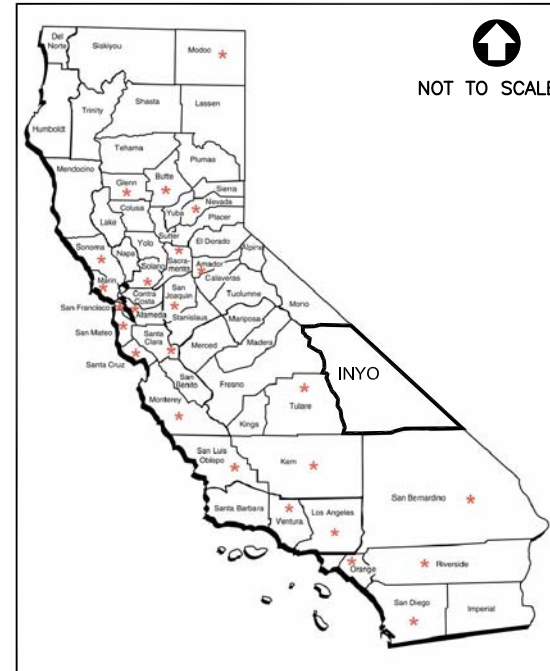 Del
Norte
Siskiyou
Modoc
NOT TO SCALE
Trinity
Shasta
Lassen
Humboldt
Tehama
Plumas
Mendocino
Glenn
Butte
Sierra
Nevada
Colusa
Yuba
Placer
Lake
Sutter
Sonoma
Napa
Yolo
El Dorado
Alpine
Sacra-
mento
Solano
Amador
Marin
Calaveras
Contra
Costa
San
Joaquin
Tuolumne
Mono
San Francisco
Alameda
Stanislaus
San Mateo
Santa
Clara
Mariposa
Merced
Madera
Santa Cruz
San
Benito
Fresno
INYO
Monterey
Tulare
Kings
San Luis
Obispo
Kern
San Bernardino
Santa Barbara
Ventura
Los Angeles
Orange
Riverside
San Diego
Imperial